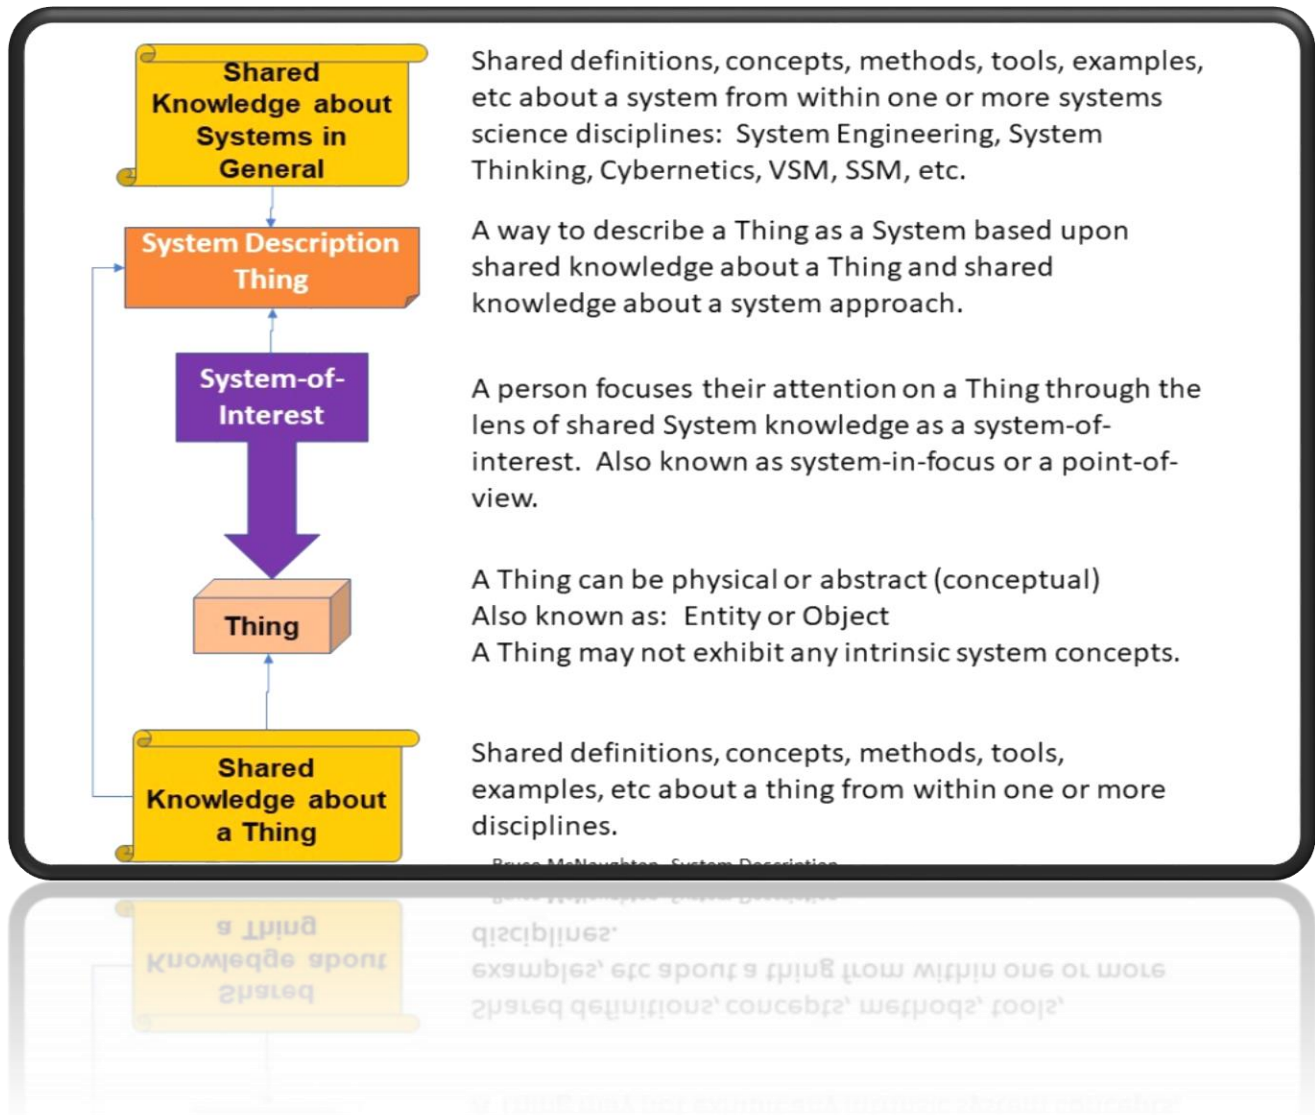 Shared
Knowledge about
Systems in
General
Shared definitions, concepts, methods, tools, examples,
etc about a system from within one or more systems
science disciplines: System Engineering, System
Thinking, Cybernetics, VSM, SSM, etc.
System Description
Thing
A way to describe a Thing as a System based upon
shared knowledge about a Thing and shared
knowledge about a system approach.
System-of-
Interest
A person focuses their attention on a Thing through the
lens of shared System knowledge as a system-of-
interest. Also known as system-in-focus or a point-of-
view.
Thing
A Thing can be physical or abstract (conceptual)
Also known as: Entity or Object
A Thing may not exhibit any intrinsic system concepts.
Shared
Knowledge about
a Thing
Shared definitions, concepts, methods, tools,
examples, etc about a thing from within one or more
disciplines.
Bruce McNaughton System Description